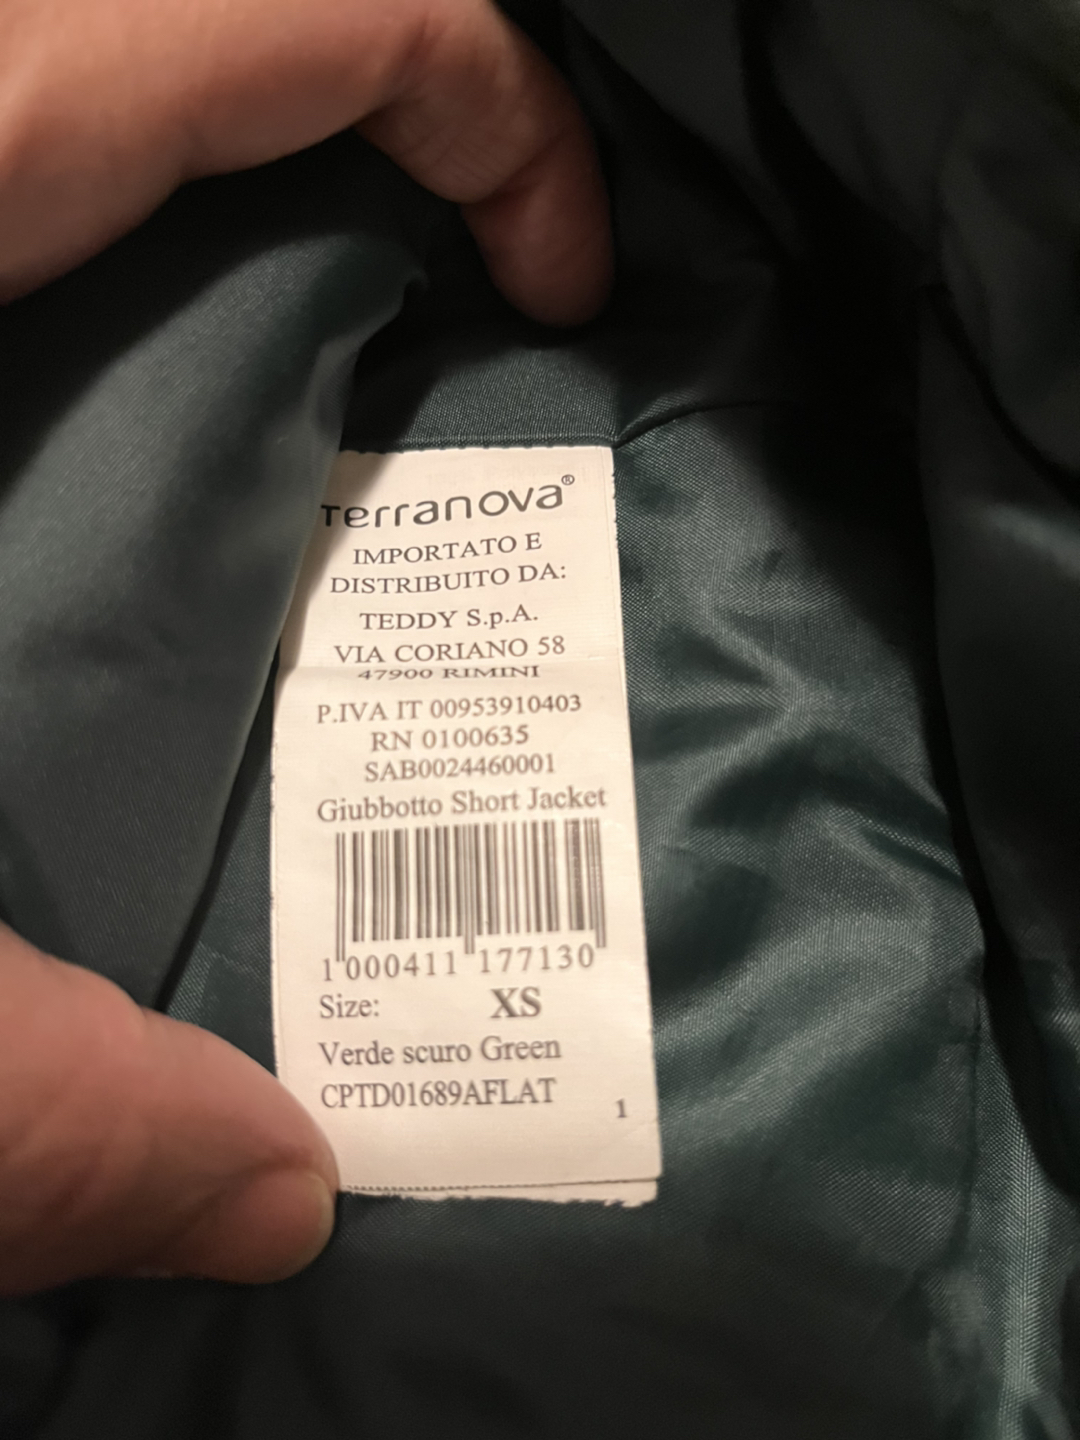 Terranova®
IMPORTATO E
DISTRIBUITO DA:
TEDDY S.p.A.
VIA CORIANO 58
47900 RIMINI
P.IVA IT 00953910403
RN 0100635
SAB0024460001
Giubbotto Short Jacket
1 000411 177130
Size: XS
Verde scuro Green
CPTD01689AFLAT
1